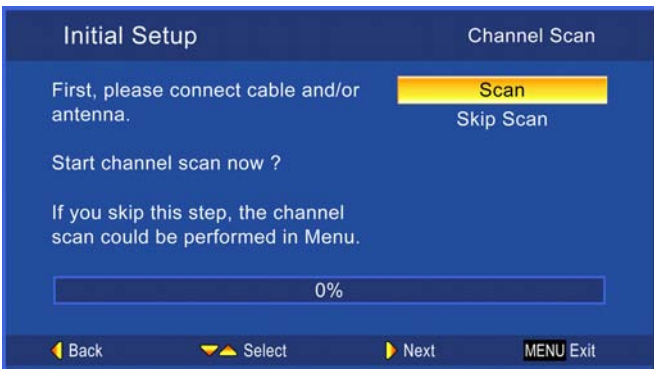 Initial Setup
Channel Scan
First, please connect cable and/or
antenna.
Start channel scan now ?
If you skip this step, the channel
scan could be performed in Menu.
Scan
Skip Scan
0%
Back Select Next MENU Exit